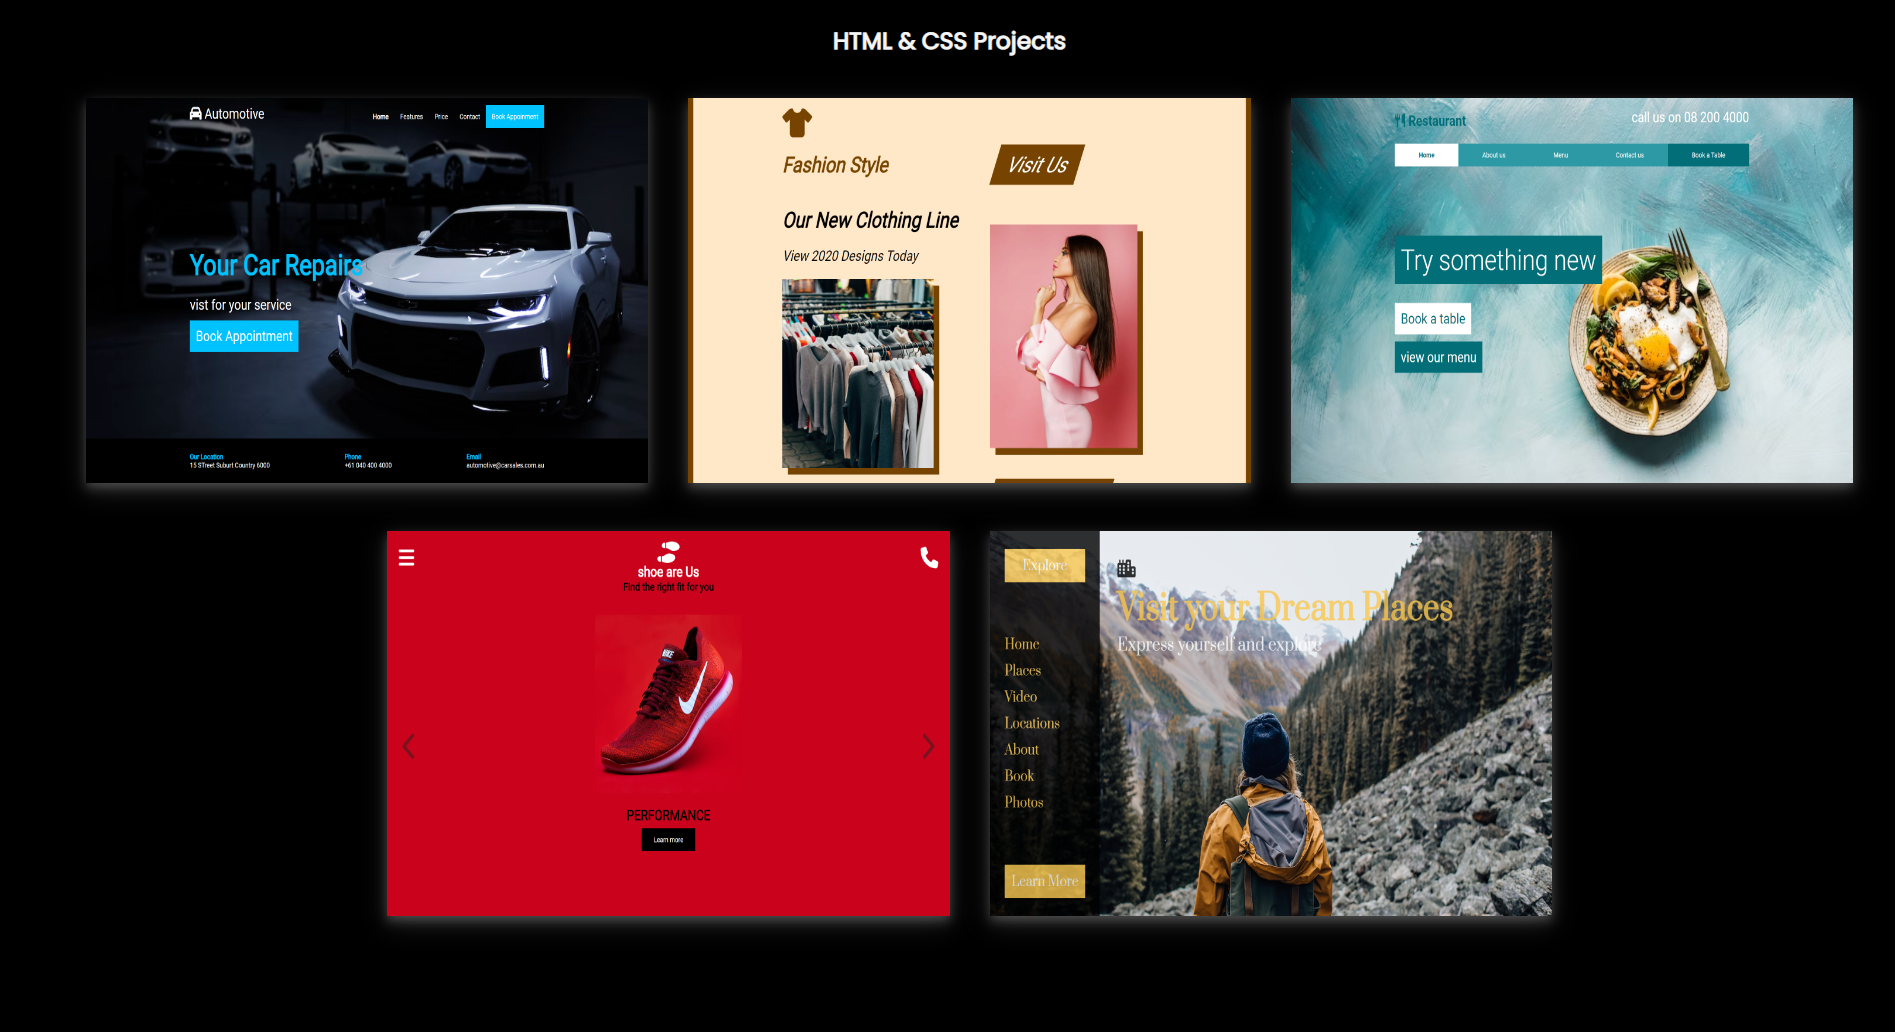 HTML & CSS Projects
Automotive
Home Features Price Contact Book Appoinment
Your Car Repairs
vist for your service
Book Appointment
Our Location
15 STreet Suburt Country 6000
Phone
+61 040 400 4000
Email
automotive@carsales.com.au
Fashion Style
Visit Us
Our New Clothing Line
View 2020 Designs Today
Restaurant
call us on 08 200 4000
Home About us Menu Contact us Book a Table
Try something new
Book a table
view our menu
shoe are Us
Find the right fit for you
NIKE
PERFORMANCE
Learn more
Explore
Home
Places
Video
Locations
About
Book
Photos
Learn More
Visit your Dream Places
Express yourself and explore